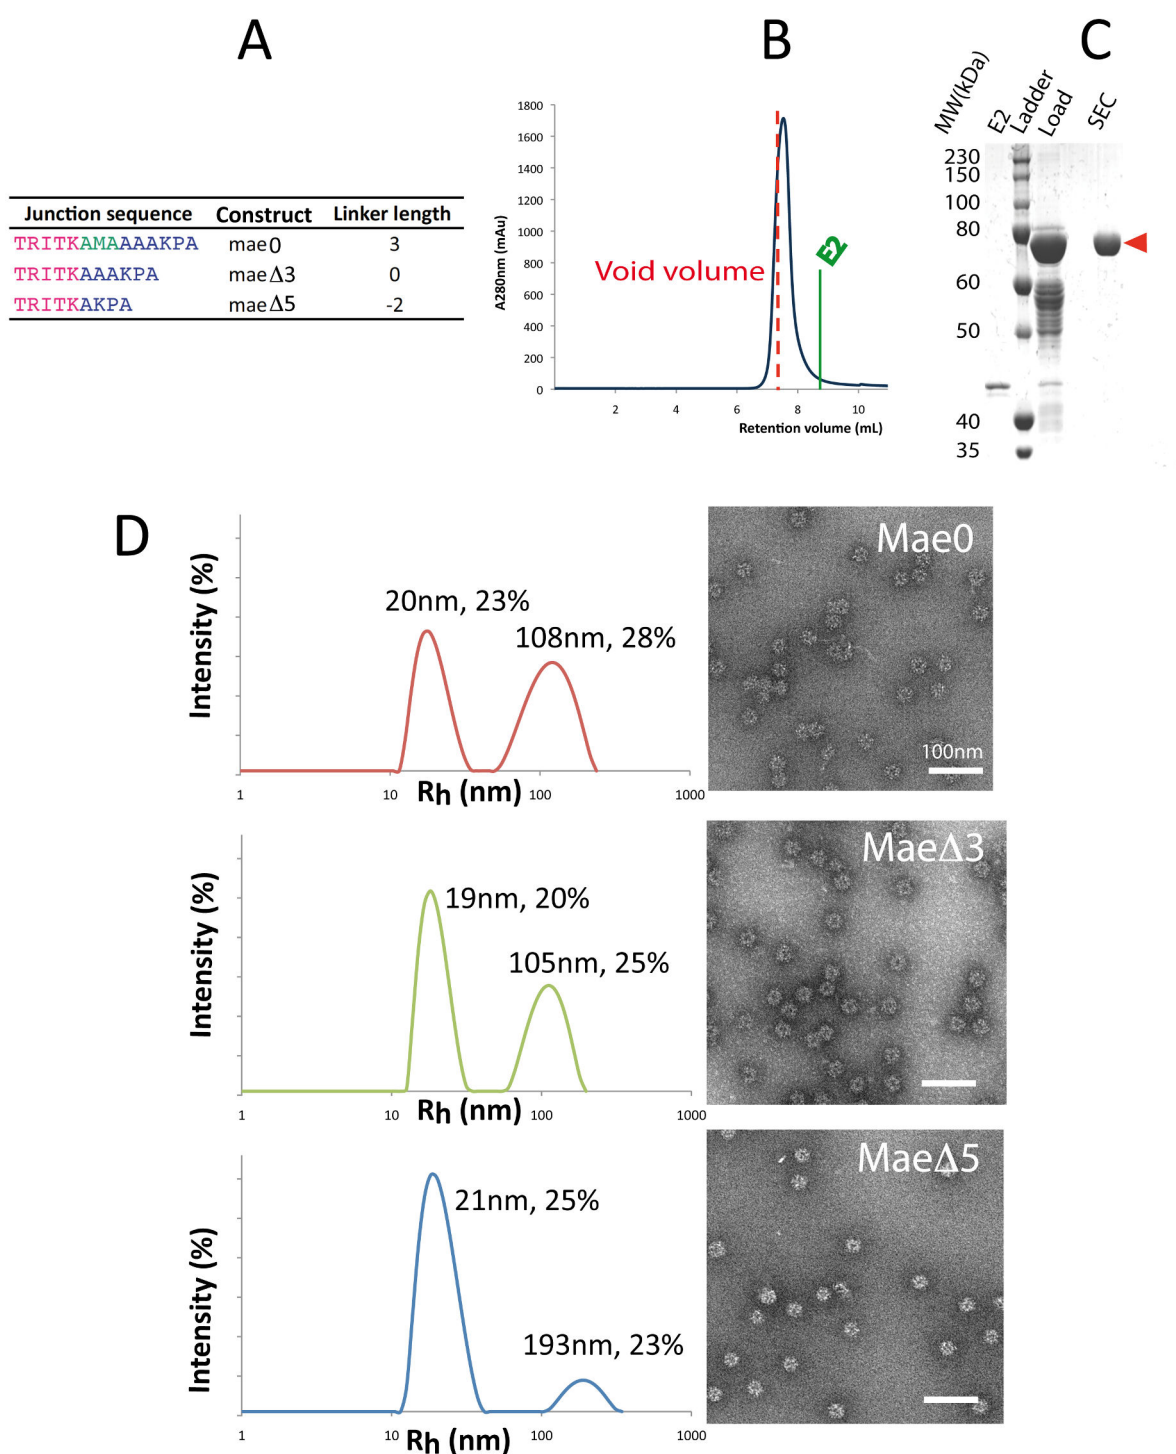 A
Junction sequence Construct Linker length
TRITKAMAAAAKPA mae0 3
TRITKAAAKPA maeΔ3 0
TRITKAKPA maeΔ5 -2
B
1800
1600
1400
1200
1000
800
600
400
200
0
A280nm (mAu)
Void volume
E2
2 4 6 8 10
Retention volume (mL)
C
MW(kDa)
E2
Ladder
Load
SEC
230
150
100
80
60
50
40
35
D
Intensity (%)
20nm, 23%
108nm, 28%
1 10 100 1000
Rh (nm)
Mae0
100nm
Intensity (%)
19nm, 20%
105nm, 25%
1 10 100 1000
Rh (nm)
MaeΔ3
Intensity (%)
21nm, 25%
193nm, 23%
1 10 100 1000
Rh (nm)
MaeΔ5